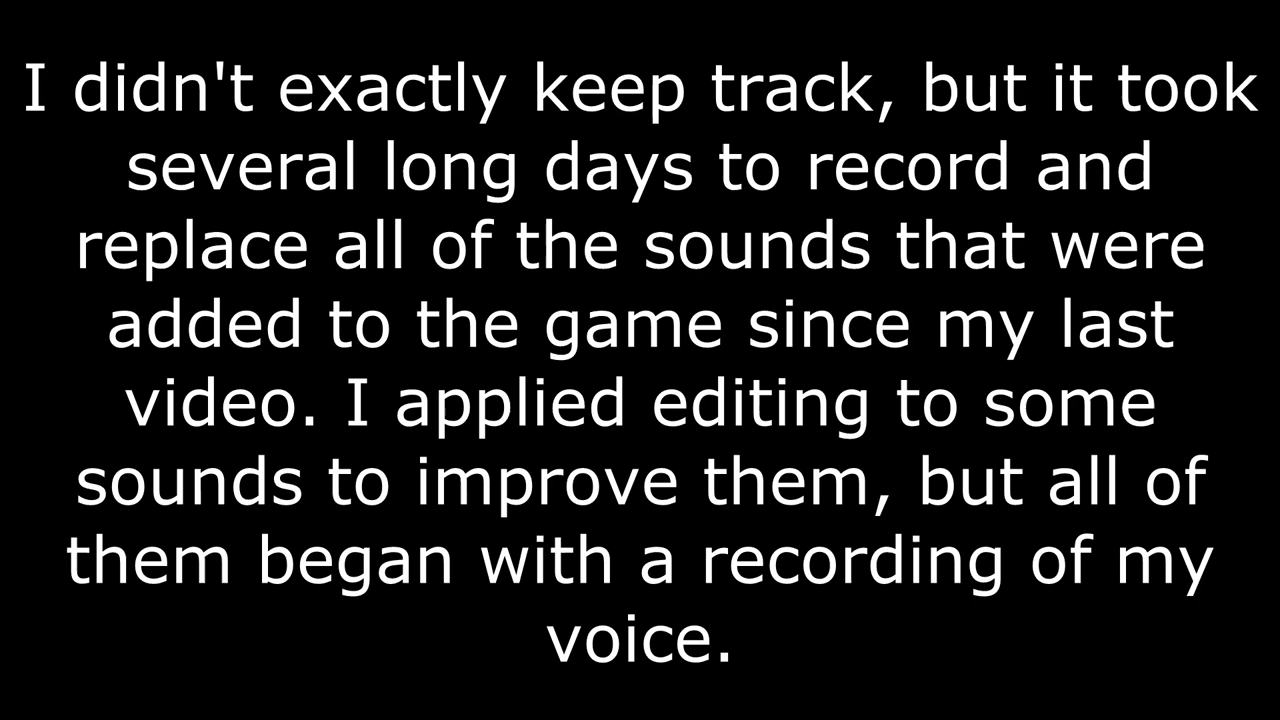 I didn't exactly keep track, but it took
several long days to record and
replace all of the sounds that were
added to the game since my last
video. I applied editing to some
sounds to improve them, but all of
them began with a recording of my
voice.